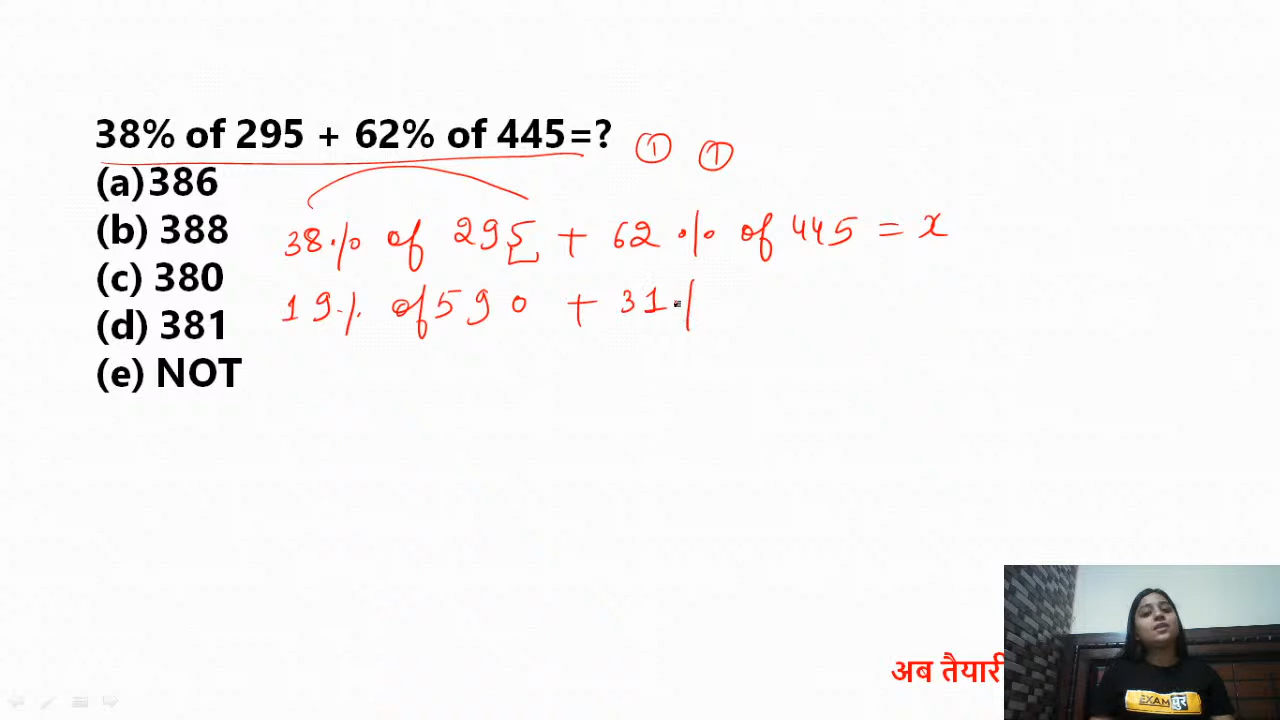 38% of 295 + 62% of 445=? ① ①
(a)386
(b) 388
(c) 380
(d) 381
(e) NOT
38% of 295 + 62% of 445 = x
19% of 590 + 31%
अब तैयारी
EXAM पुर